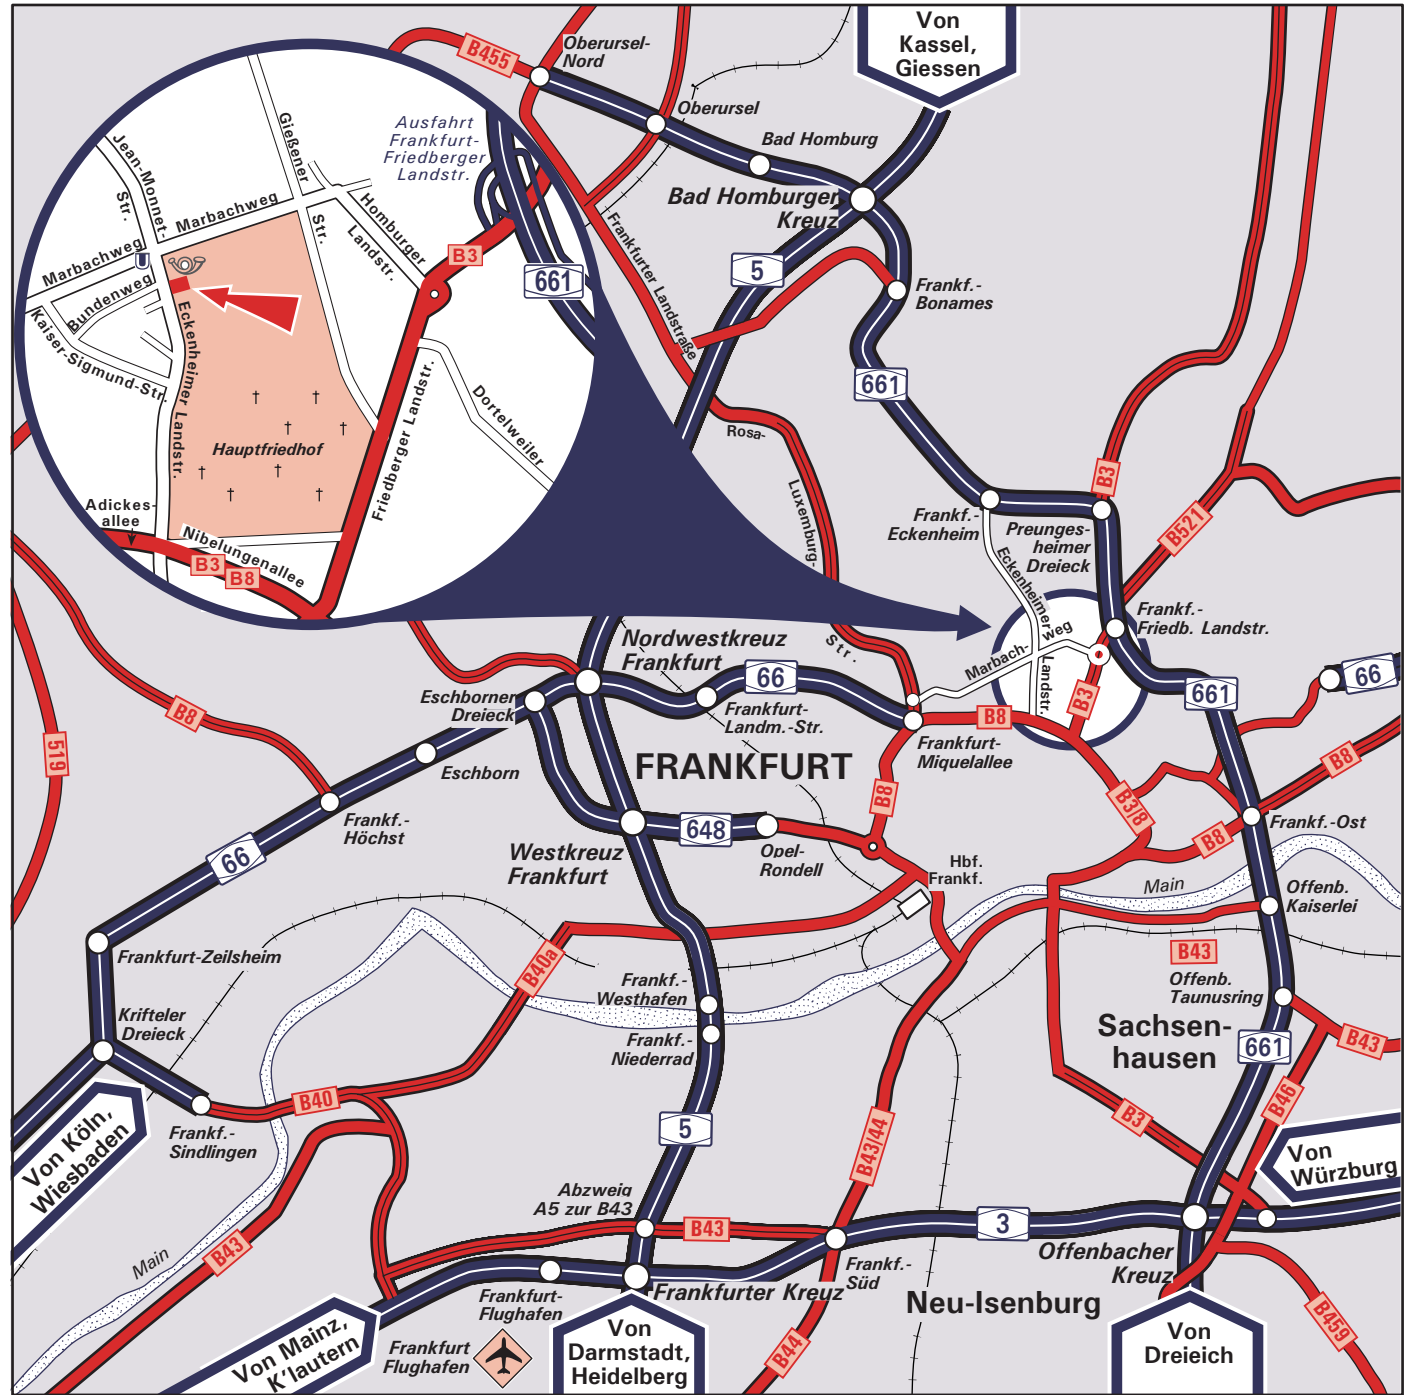 Von
Kassel,
Giessen
B455
Oberursel-
Nord
Oberursel
Bad Homburg
Bad Homburger
Kreuz
Ausfahrt
Frankfurt-
Friedberger
Landstr.
Jean-Monnet-
Str.
Gießener
Str.
Marbachweg
Homburger
Landstr.
Marbachweg
Bundenweg
Kaiser-Sigmund-Str.
Eckenheimer Landstr.
B3
661
Hauptfriedhof
Friedberger Landstr.
Dortelweiler
Adickes-
allee
Nibelungenallee
B3
B8
Frankfurter Landstraße
5
Frankf.-
Bonames
661
Rosa-
Luxemburg-
Str.
B3
B521
Frankf.-
Eckenheim
Preunges-
heimer
Dreieck
Eckenheimer
Landstr.
Marbach-
weg
Frankf.-
Friedb. Landstr.
B3
661
66
Nordwestkreuz
Frankfurt
66
Eschborner
Dreieck
Frankfurt-
Landm.-Str.
B8
Frankfurt-
Miquelallee
B8
519
Eschborn
FRANKFURT
B8
B3/8
B8
B8
Frankf.-
Höchst
66
648
Opel-
Rondell
Westkreuz
Frankfurt
Frankf.-Ost
Hbf.
Frankf.
Main
Offenb.
Kaiserlei
Frankfurt-Zeilsheim
B40a
B43
Offenb.
Taunusring
Frankf.-
Westhafen
Frankf.-
Niederrad
Krifteler
Dreieck
Sachsen-
hausen
661
B43
B46
B40
Frankf.-
Sindlingen
5
B43/44
B3
Von Köln,
Wiesbaden
Von
Würzburg
Abzweig
A5 zur B43
B43
3
Main
B43
Offenbacher
Kreuz
Frankf.-
Süd
Frankfurter Kreuz
Frankfurt-
Flughafen
Neu-Isenburg
Von Mainz,
K'lautern
Frankfurt
Flughafen
Von
Darmstadt,
Heidelberg
B44
Von
Dreieich
B459